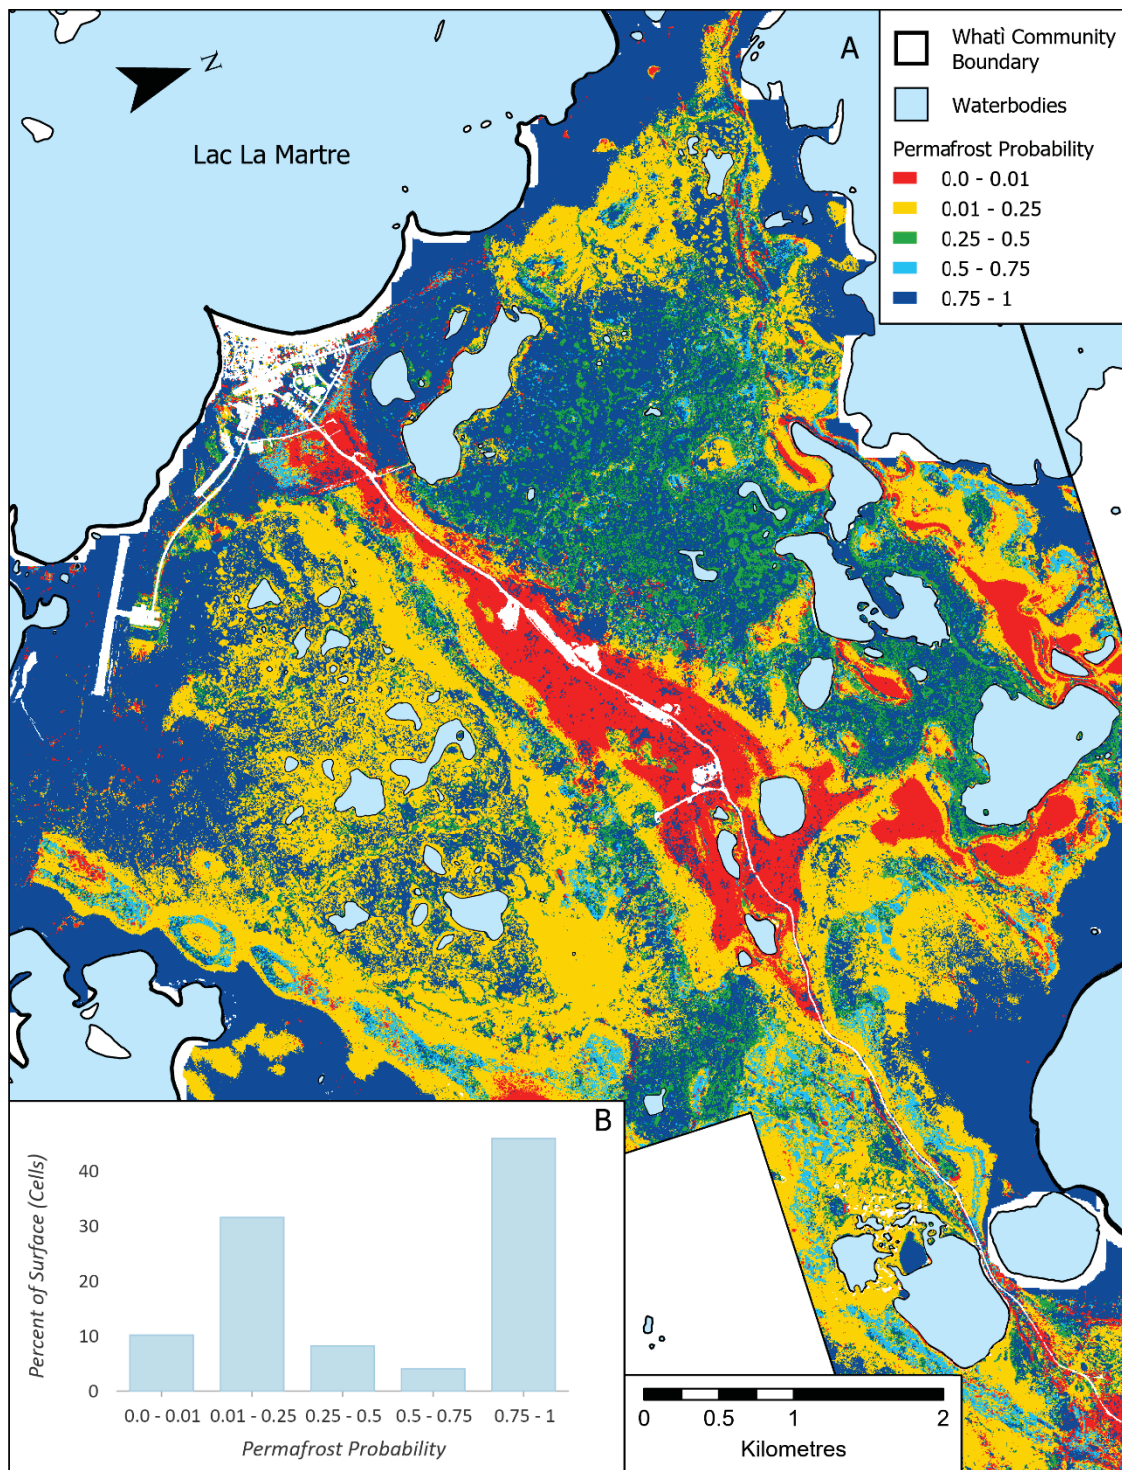 A
N
Lac La Martre
Whatì Community
Boundary
Waterbodies
Permafrost Probability
0.0 - 0.01
0.01 - 0.25
0.25 - 0.5
0.5 - 0.75
0.75 - 1
B
Percent of Surface (Cells)
40
30
20
10
0
0.0 - 0.01 0.01 - 0.25 0.25 - 0.5 0.5 - 0.75 0.75 - 1
Permafrost Probability
0 0.5 1 2
Kilometres